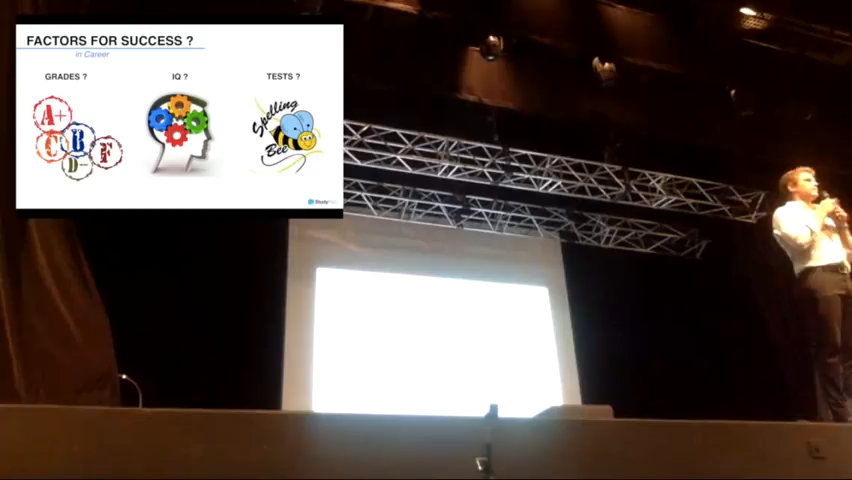 FACTORS FOR SUCCESS ?
in Career
GRADES ?
IQ ?
TESTS ?
A+
C
B
D-
F
Spelling
Bee